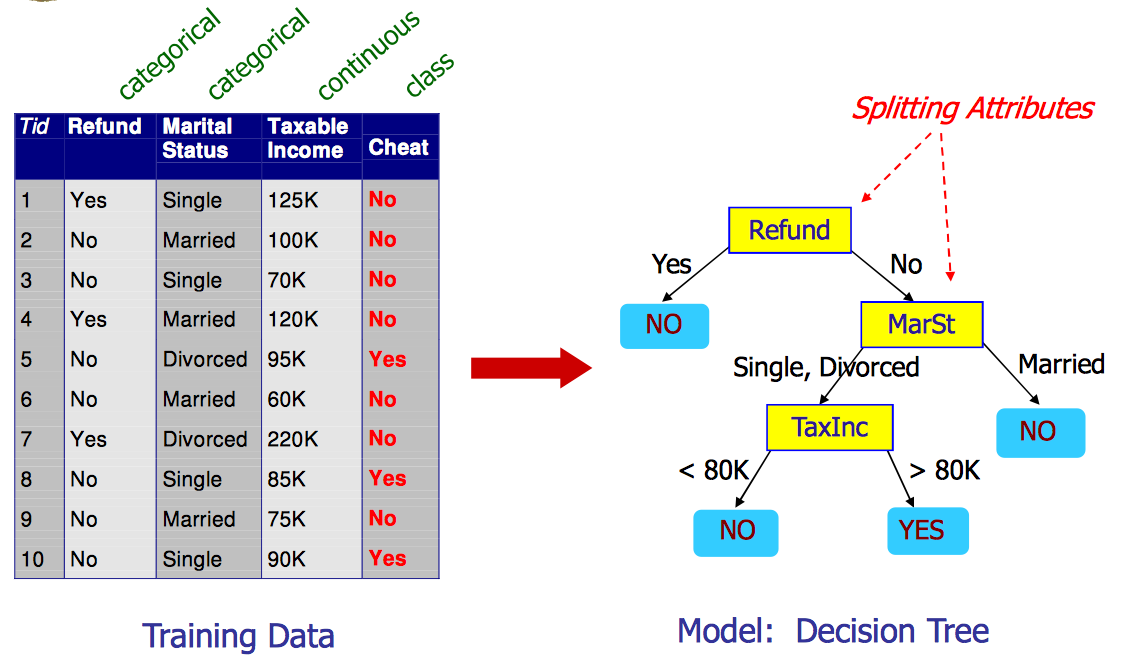 categorical
categorical
continuous
class
Tid Refund Marital Status Taxable Income Cheat
1 Yes Single 125K No
2 No Married 100K No
3 No Single 70K No
4 Yes Married 120K No
5 No Divorced 95K Yes
6 No Married 60K No
7 Yes Divorced 220K No
8 No Single 85K Yes
9 No Married 75K No
10 No Single 90K Yes
Training Data
Splitting Attributes
Refund
Yes No
NO
MarSt
Single, Divorced Married
TaxInc
NO
< 80K > 80K
NO YES
Model: Decision Tree